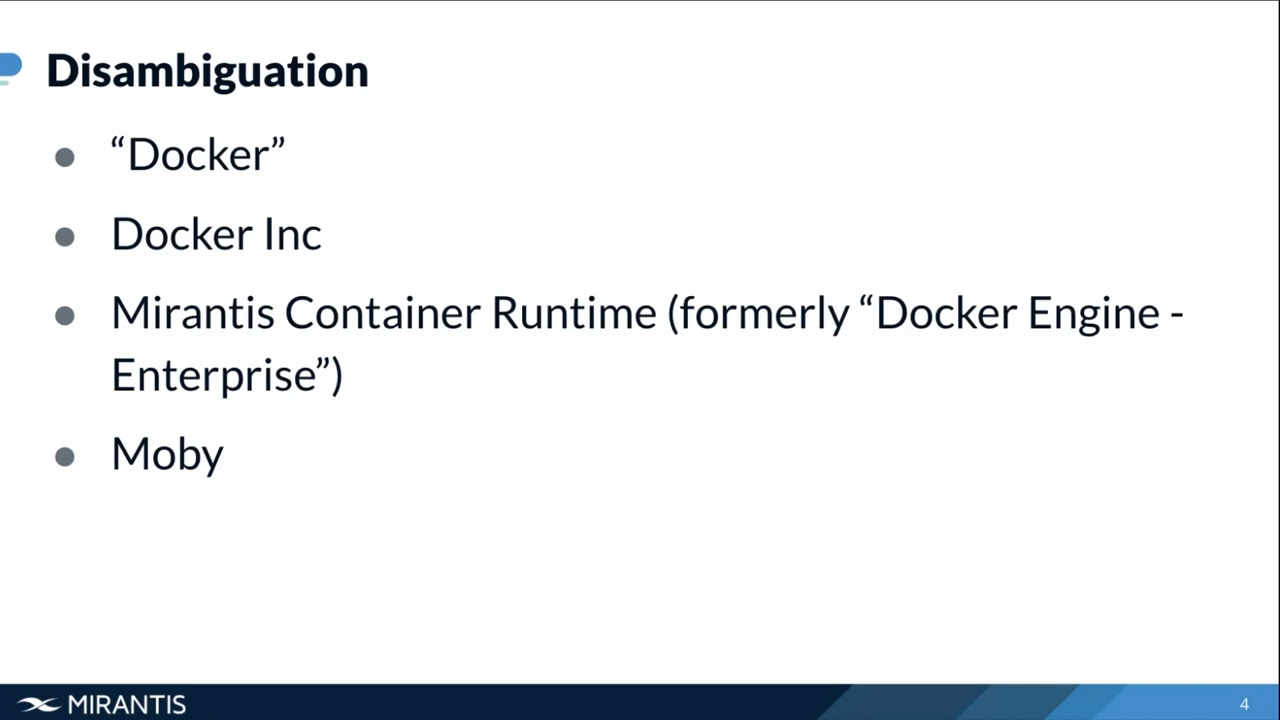 Disambiguation
● “Docker”
● Docker Inc
● Mirantis Container Runtime (formerly “Docker Engine -
Enterprise”)
● Moby
MIRANTIS
4